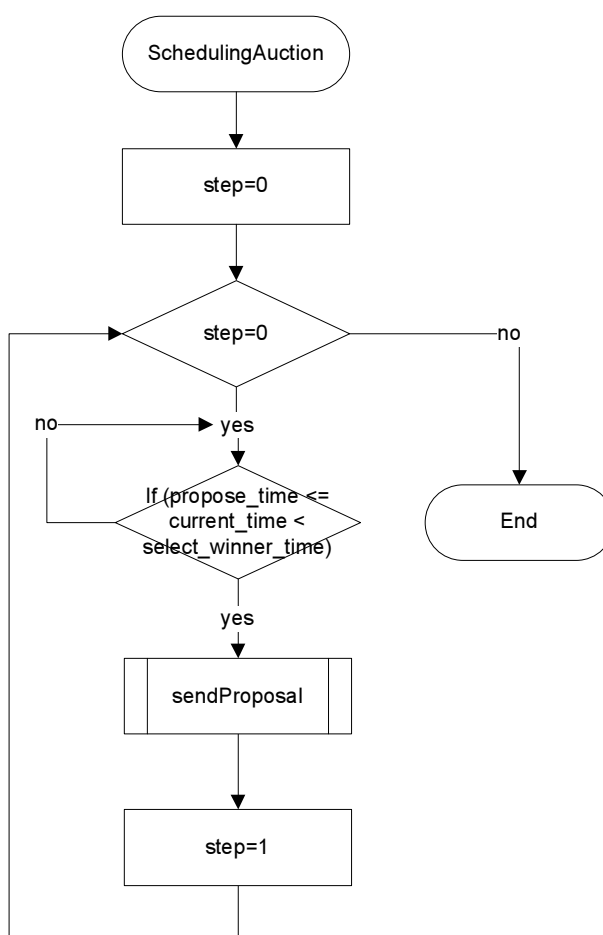 SchedulingAuction
step=0
step=0
no
no
yes
If (propose_time <=
current_time <
select_winner_time)
End
yes
sendProposal
step=1